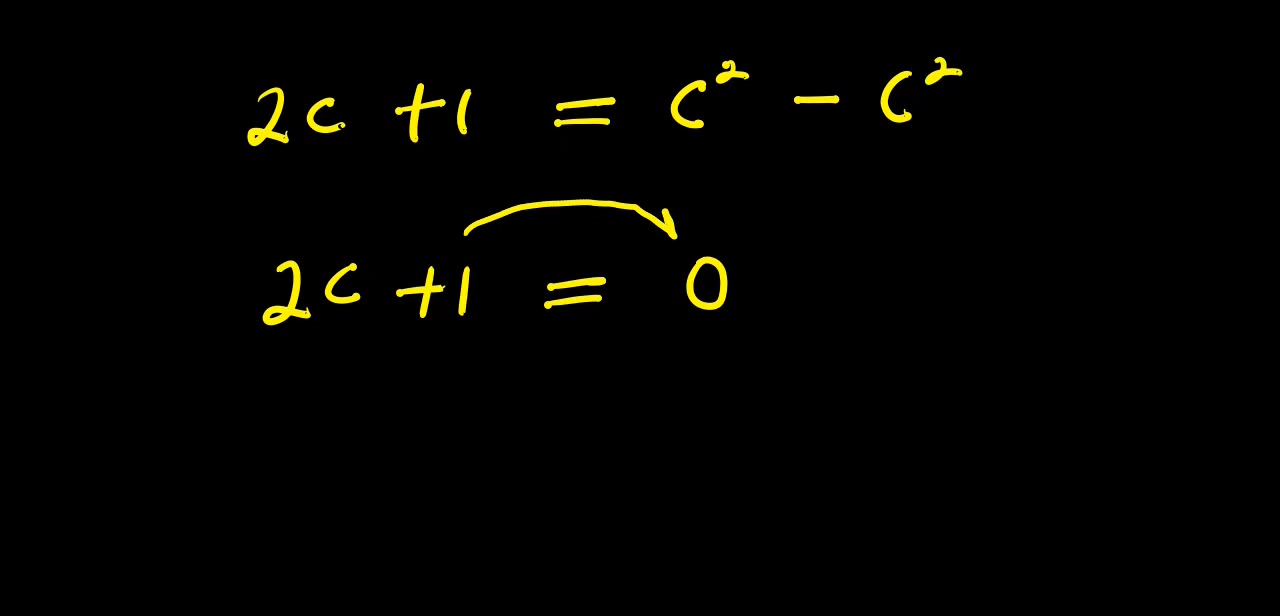 2c + 1 = c² - c²
2c + 1 = 0